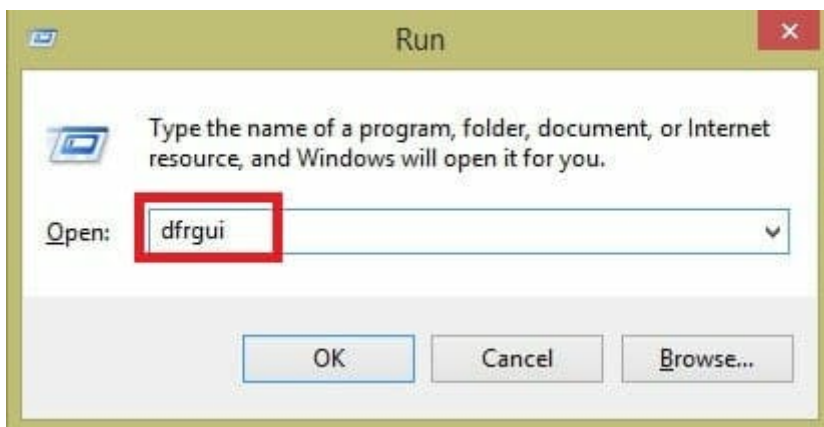 Run
Type the name of a program, folder, document, or Internet
resource, and Windows will open it for you.
Open: dfrgui
OK Cancel Browse...